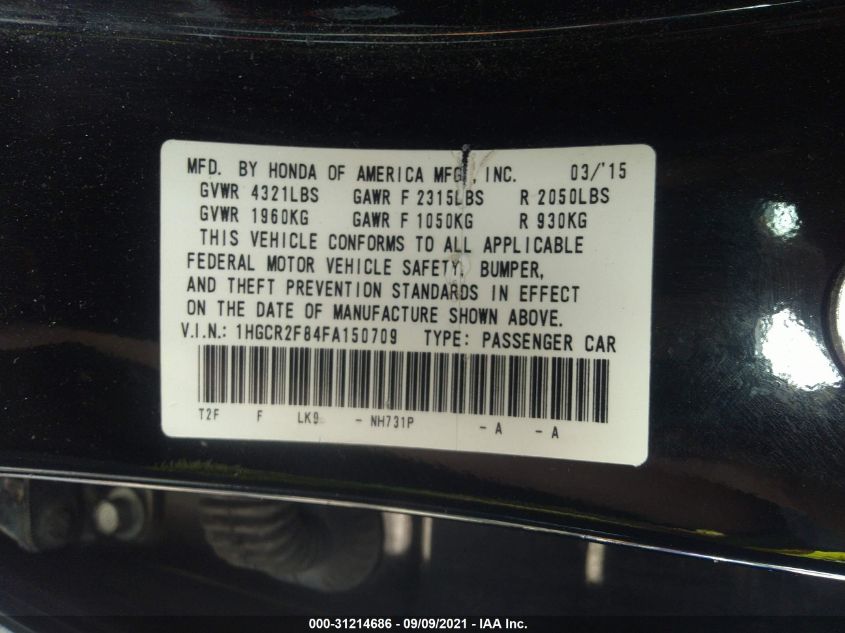 MFD. BY HONDA OF AMERICA MFG., INC. 03/'15
GVWR 4321LBS GAWR F 2315LBS R 2050LBS
GVWR 1960KG GAWR F 1050KG R 930KG
THIS VEHICLE CONFORMS TO ALL APPLICABLE
FEDERAL MOTOR VEHICLE SAFETY, BUMPER,
AND THEFT PREVENTION STANDARDS IN EFFECT
ON THE DATE OF MANUFACTURE SHOWN ABOVE.
V.I.N.: 1HGCR2F84FA150709 TYPE: PASSENGER CAR
T2F F LK9 - NH731P - A - A
000-31214686 - 09/09/2021 - IAA Inc.